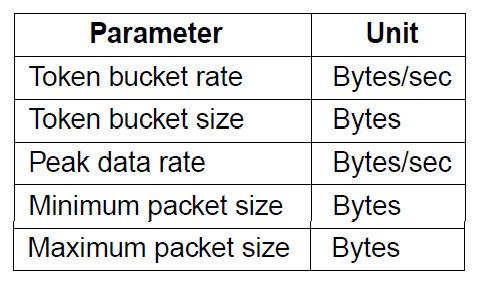 Parameter Unit
Token bucket rate Bytes/sec
Token bucket size Bytes
Peak data rate Bytes/sec
Minimum packet size Bytes
Maximum packet size Bytes